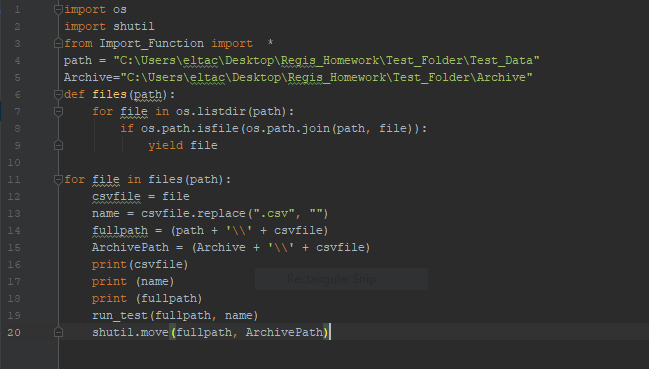 1 import os
2 import shutil
3 from Import_Function import  *
4 path = "C:\Users\eltac\Desktop\Regis_Homework\Test_Folder\Test_Data"
5 Archive="C:\Users\eltac\Desktop\Regis_Homework\Test_Folder\Archive"
6 def files(path):
7     for file in os.listdir(path):
8         if os.path.isfile(os.path.join(path, file)):
9             yield file
10
11 for file in files(path):
12     csvfile = file
13     name = csvfile.replace(".csv", "")
14     fullpath = (path + '\\' + csvfile)
15     ArchivePath = (Archive + '\\' + csvfile)
16     print(csvfile)
17     print (name)
Rectangular Snip
18     print (fullpath)
19     run_test(fullpath, name)
20     shutil.move(fullpath, ArchivePath)